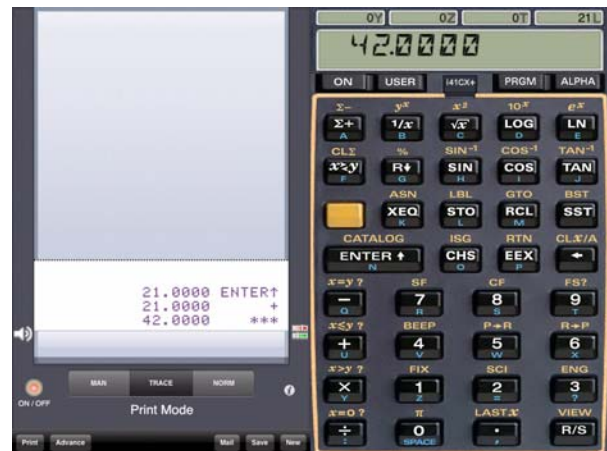 0Y 0Z 0T 21L
42.0000
ON USER i41CX+ PRGM ALPHA
Σ− yˣ x² 10ˣ eˣ
Σ+ 1/x √x LOG LN
A B C D E
CLΣ % SIN⁻¹ COS⁻¹ TAN⁻¹
x≷y R↓ SIN COS TAN
F G H I J
ASN LBL GTO BST
XEQ STO RCL SST
K L M
CATALOG ISG RTN CLX/A
ENTER↑ CHS EEX ←
N O P
x=y? SF CF FS?
− 7 8 9
Q R S T
x≤y? BEEP P→R R→P
+ 4 5 6
U V W X
x>y? FIX SCI ENG
× 1 2 3
Y Z = ?
x=0? π LASTX VIEW
÷ 0 . R/S
: SPACE ,
21.0000 ENTER↑
21.0000 +
42.0000 ***
MAN TRACE NORM
ON / OFF
Print Mode
i
Print Advance Mail Save New